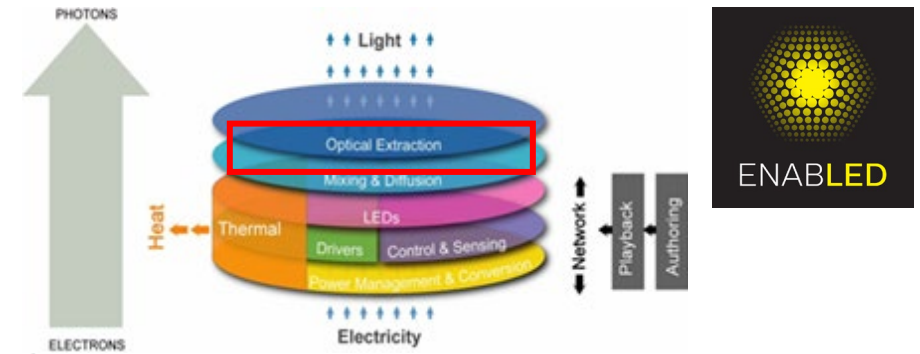 PHOTONS
Light
Optical Extraction
Mixing & Diffusion
LEDs
Thermal
Heat
Drivers
Control & Sensing
Power Management & Conversion
Electricity
ELECTRONS
Network
Playback
Authoring
ENABLED